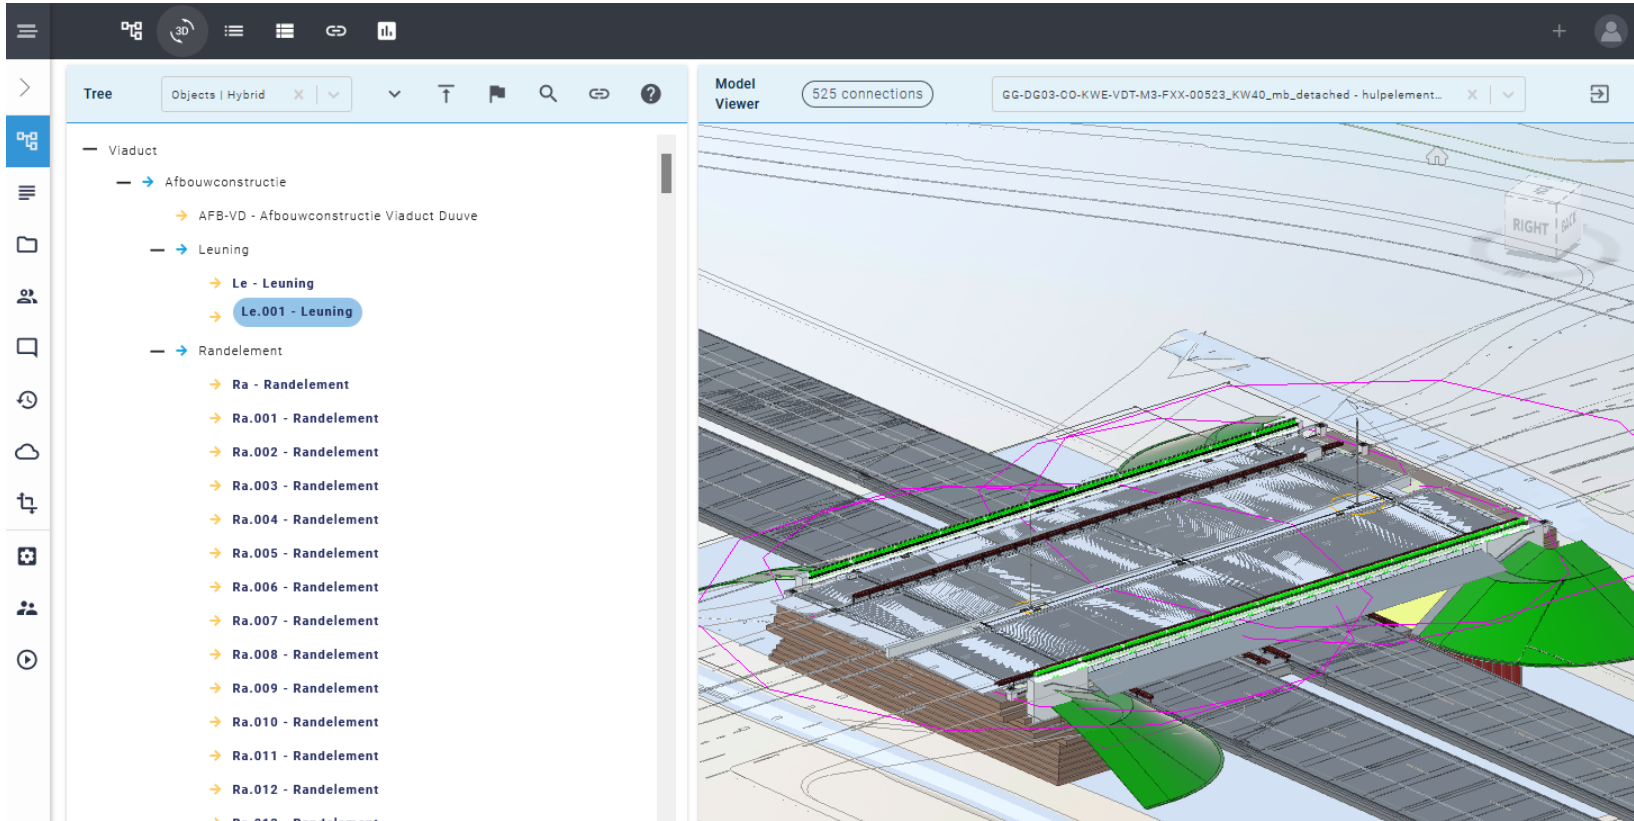 3D
Tree
Objects | Hybrid
Model
Viewer
525 connections
GG-DG03-CO-KWE-VDT-M3-FXX-00523_KW40_mb_detached - hulpelement...
Viaduct
Afbouwconstructie
AFB-VD - Afbouwconstructie Viaduct Duuve
Leuning
Le - Leuning
Le.001 - Leuning
Randelement
Ra - Randelement
Ra.001 - Randelement
Ra.002 - Randelement
Ra.003 - Randelement
Ra.004 - Randelement
Ra.005 - Randelement
Ra.006 - Randelement
Ra.007 - Randelement
Ra.008 - Randelement
Ra.009 - Randelement
Ra.010 - Randelement
Ra.011 - Randelement
Ra.012 - Randelement
RIGHT
BACK